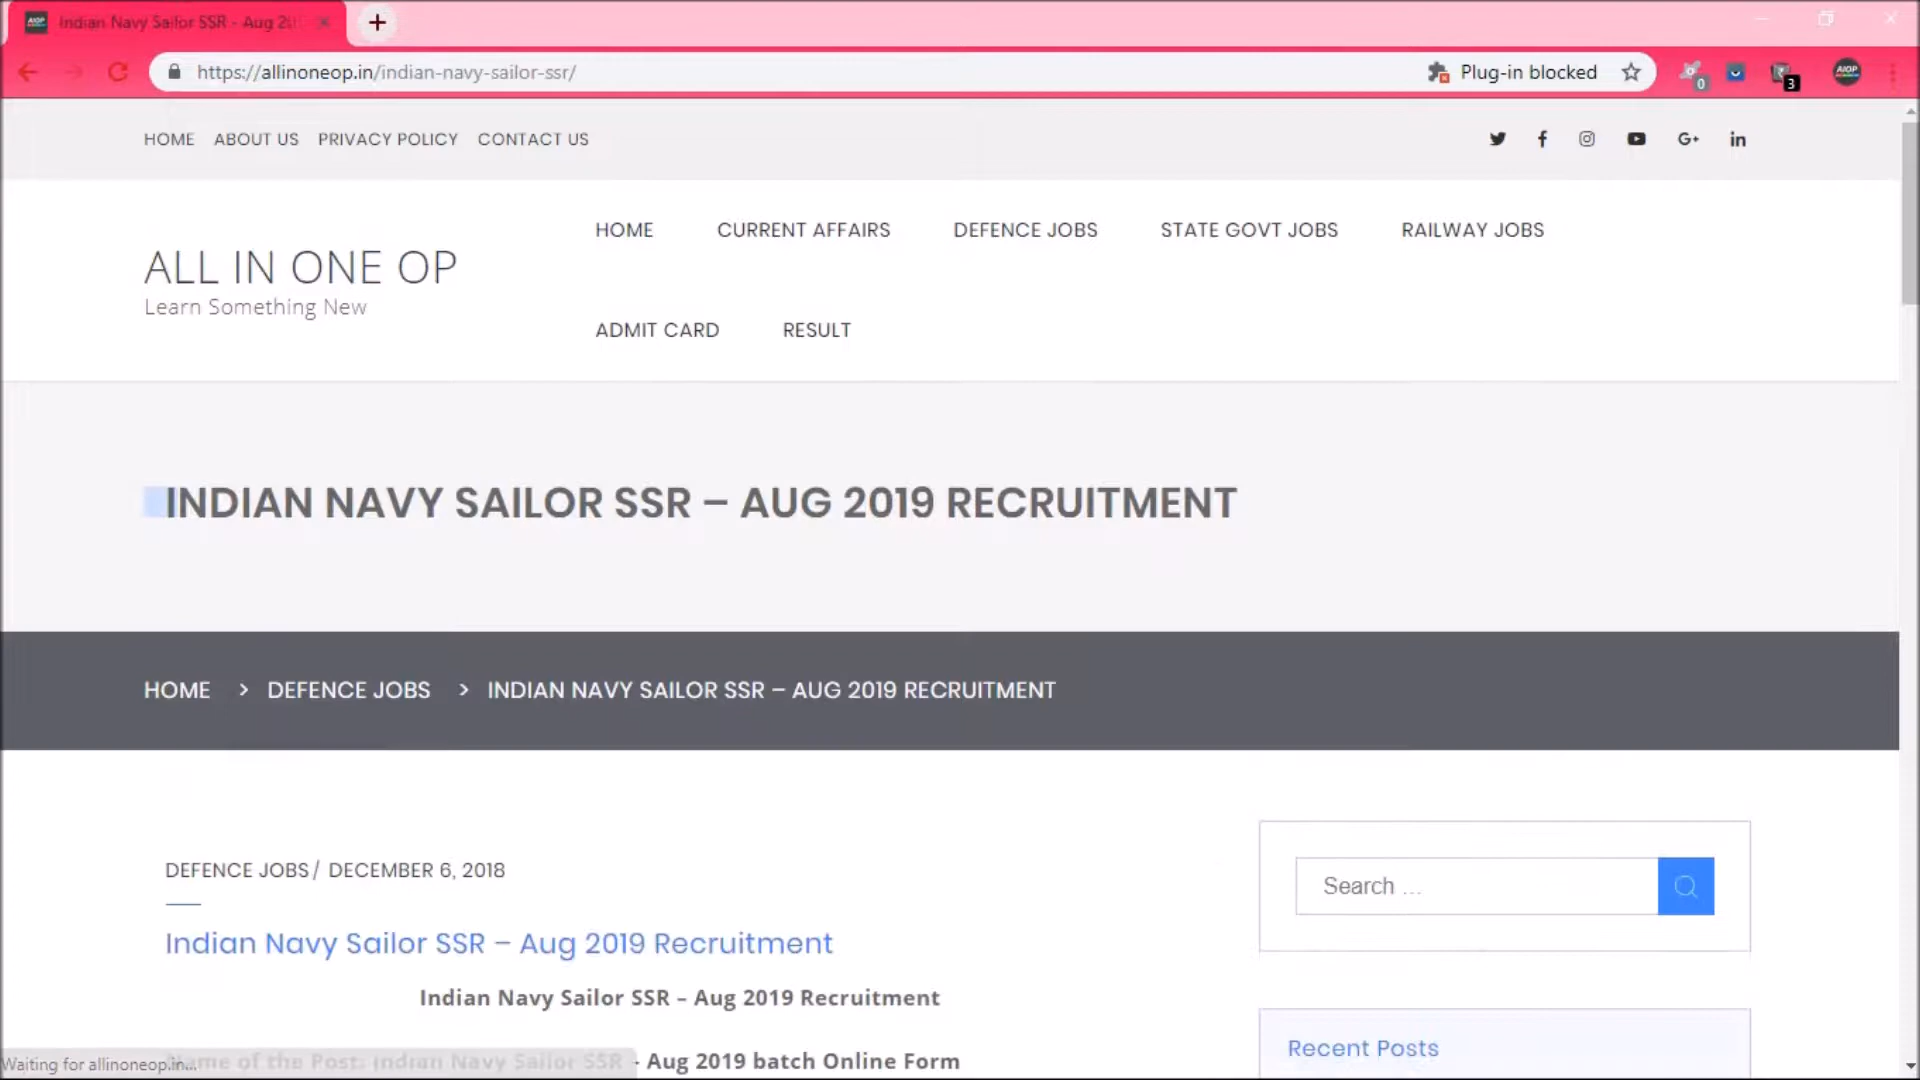 AIOP Indian Navy Sailor SSR - Aug 20
https://allinoneop.in/indian-navy-sailor-ssr/ Plug-in blocked 0 3 AIOP
HOME ABOUT US PRIVACY POLICY CONTACT US
HOME CURRENT AFFAIRS DEFENCE JOBS STATE GOVT JOBS RAILWAY JOBS
ALL IN ONE OP
Learn Something New
ADMIT CARD RESULT
INDIAN NAVY SAILOR SSR – AUG 2019 RECRUITMENT
HOME > DEFENCE JOBS > INDIAN NAVY SAILOR SSR – AUG 2019 RECRUITMENT
DEFENCE JOBS / DECEMBER 6, 2018
Search ...
Indian Navy Sailor SSR – Aug 2019 Recruitment
Indian Navy Sailor SSR – Aug 2019 Recruitment
Recent Posts
Name of the Post: Indian Navy Sailor SSR - Aug 2019 batch Online Form
Waiting for allinoneop.in...